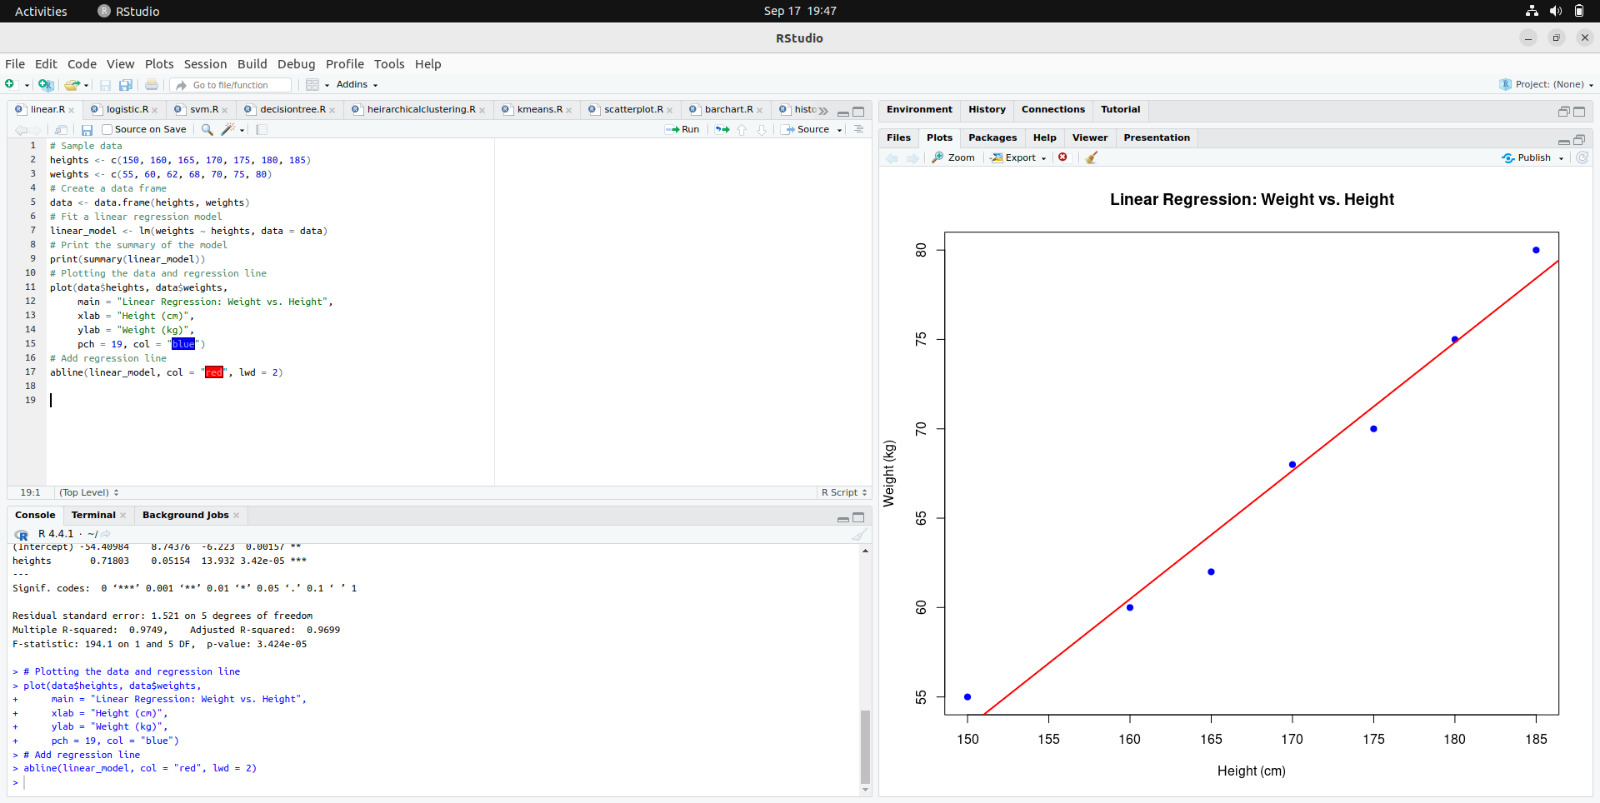 Activities RStudio Sep 17 19:47
RStudio
File Edit Code View Plots Session Build Debug Profile Tools Help
Go to file/function Addins Project: (None)
linear.R logistic.R svm.R decisiontree.R heirarchicalclustering.R kmeans.R scatterplot.R barchart.R histo
Source on Save Run Source
1 # Sample data
2 heights <- c(150, 160, 165, 170, 175, 180, 185)
3 weights <- c(55, 60, 62, 68, 70, 75, 80)
4 # Create a data frame
5 data <- data.frame(heights, weights)
6 # Fit a linear regression model
7 linear_model <- lm(weights ~ heights, data = data)
8 # Print the summary of the model
9 print(summary(linear_model))
10 # Plotting the data and regression line
11 plot(data$heights, data$weights,
12 main = "Linear Regression: Weight vs. Height",
13 xlab = "Height (cm)",
14 ylab = "Weight (kg)",
15 pch = 19, col = "blue")
16 # Add regression line
17 abline(linear_model, col = "red", lwd = 2)
18
19
19:1 (Top Level) R Script
Console Terminal Background Jobs
R 4.4.1 · ~/
(Intercept) -54.40984 8.74376 -6.223 0.00157 **
heights 0.71803 0.05154 13.932 3.42e-05 ***
---
Signif. codes: 0 ‘***’ 0.001 ‘**’ 0.01 ‘*’ 0.05 ‘.’ 0.1 ‘ ’ 1
Residual standard error: 1.521 on 5 degrees of freedom
Multiple R-squared: 0.9749, Adjusted R-squared: 0.9699
F-statistic: 194.1 on 1 and 5 DF, p-value: 3.424e-05
> # Plotting the data and regression line
> plot(data$heights, data$weights,
+ main = "Linear Regression: Weight vs. Height",
+ xlab = "Height (cm)",
+ ylab = "Weight (kg)",
+ pch = 19, col = "blue")
> # Add regression line
> abline(linear_model, col = "red", lwd = 2)
>
Environment History Connections Tutorial
Files Plots Packages Help Viewer Presentation
Zoom Export Publish
Linear Regression: Weight vs. Height
80
75
70
65
60
55
Weight (kg)
150 155 160 165 170 175 180 185
Height (cm)